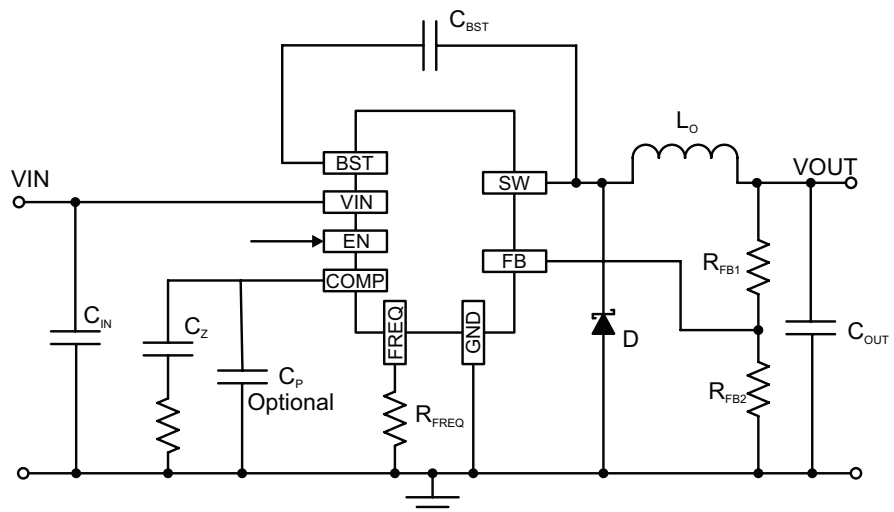 C_BST
L_O
BST
VIN
VOUT
SW
VIN
EN
FB
R_FB1
COMP
C_IN
C_Z
FREQ
GND
D
C_OUT
C_P
Optional
R_FREQ
R_FB2